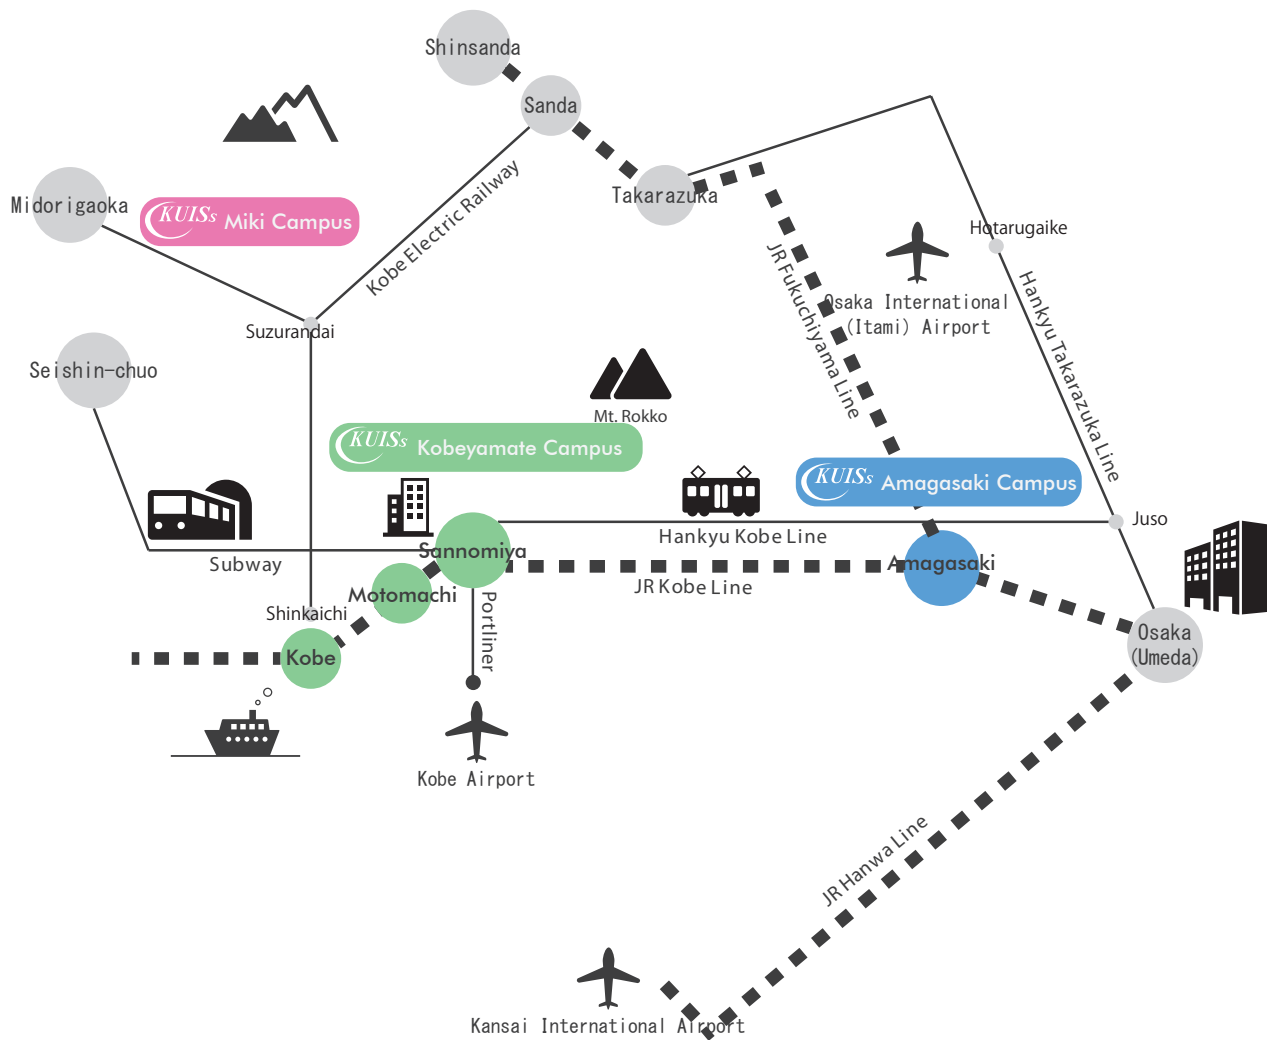 Shinsanda
Sanda
Takarazuka
Midorigaoka
KUISs Miki Campus
Kobe Electric Railway
Hotarugaike
JR Fukuchiyama Line
Osaka International
(Itami) Airport
Hankyu Takarazuka Line
Suzurandai
Seishin-chuo
Mt. Rokko
KUISs Kobeyamate Campus
KUISs Amagasaki Campus
Juso
Hankyu Kobe Line
Subway
Sannomiya
Amagasaki
JR Kobe Line
Motomachi
Portliner
Shinkaichi
Kobe
Osaka
(Umeda)
Kobe Airport
JR Hanwa Line
Kansai International Airport